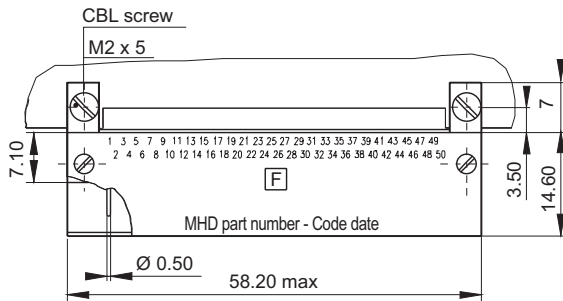 CBL screw
M2 x 5
7
3.50
14.60
7.10
1 3 5 7 9 11 13 15 17 19 21 23 25 27 29 31 33 35 37 39 41 43 45 47 49
2 4 6 8 10 12 14 16 18 20 22 24 26 28 30 32 34 36 38 40 42 44 46 48 50
F
MHD part number - Code date
Ø 0.50
58.20 max